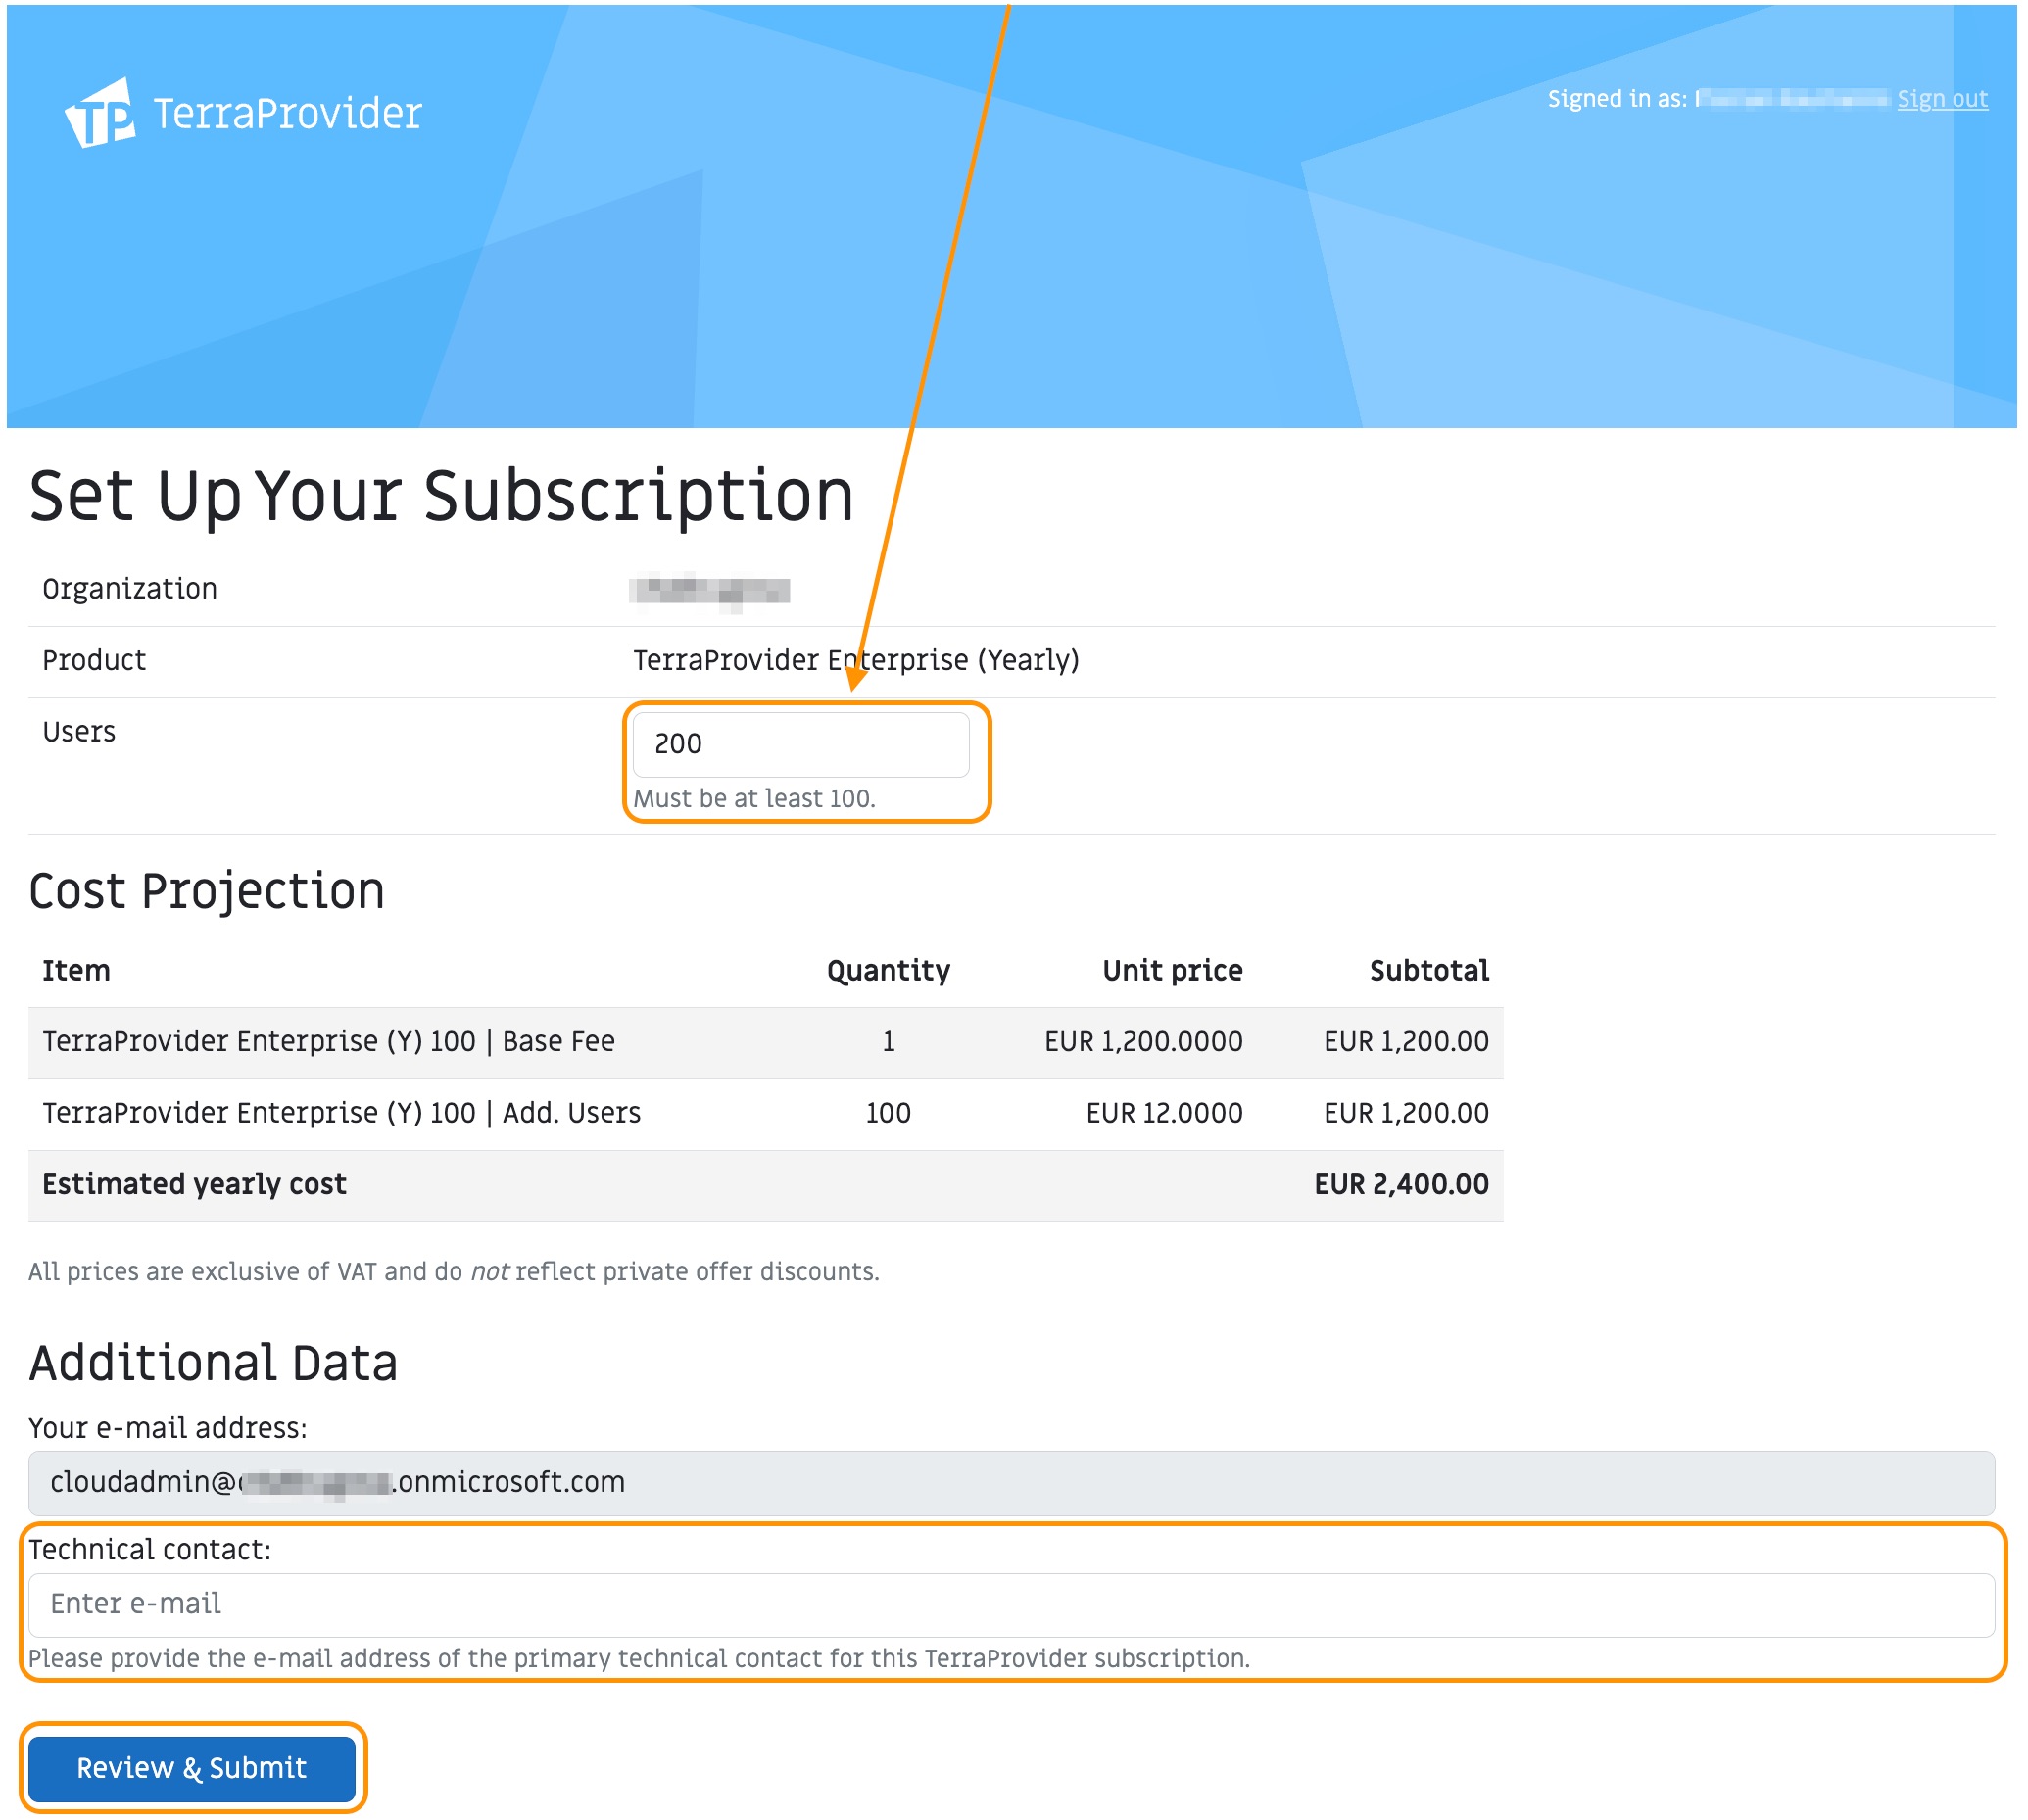 TP TerraProvider
Signed in as: Sign out
Set Up Your Subscription
Organization
Product TerraProvider Enterprise (Yearly)
Users 200
Must be at least 100.
Cost Projection
Item Quantity Unit price Subtotal
TerraProvider Enterprise (Y) 100 | Base Fee 1 EUR 1,200.0000 EUR 1,200.00
TerraProvider Enterprise (Y) 100 | Add. Users 100 EUR 12.0000 EUR 1,200.00
Estimated yearly cost EUR 2,400.00
All prices are exclusive of VAT and do not reflect private offer discounts.
Additional Data
Your e-mail address:
cloudadmin@ .onmicrosoft.com
Technical contact:
Enter e-mail
Please provide the e-mail address of the primary technical contact for this TerraProvider subscription.
Review & Submit